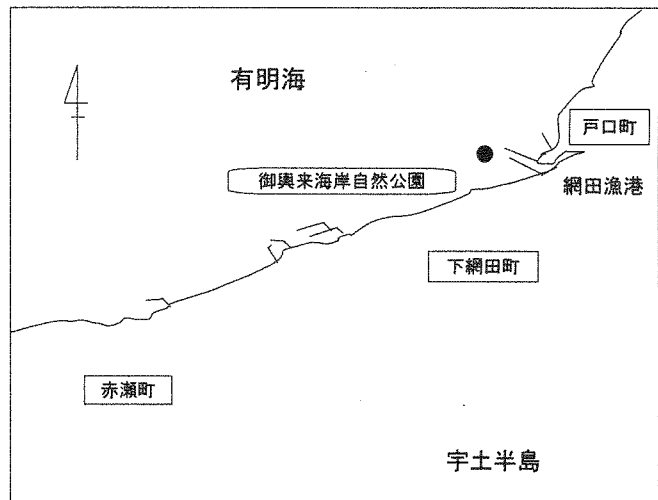 有明海
戸口町
御輿来海岸自然公園
網田漁港
下網田町
赤瀬町
宇土半島